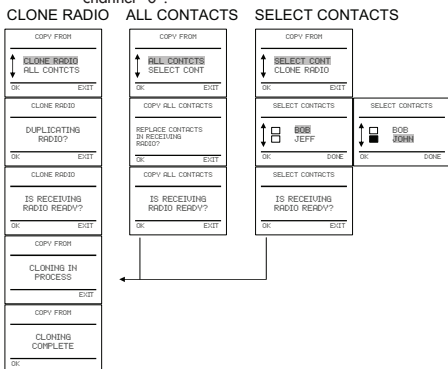 channel "0".
CLONE RADIO
ALL CONTACTS
SELECT CONTACTS
COPY FROM
CLONE RADIO
ALL CONTCTS
OK EXIT
COPY FROM
ALL CONTACTS
SELECT CONT
OK EXIT
COPY FROM
SELECT CONT
CLONE RADIO
OK EXIT
CLONE RADIO
DUPLICATING
RADIO?
OK EXIT
COPY ALL CONTACTS
REPLACE CONTACTS
IN RECEIVING
RADIO?
OK EXIT
SELECT CONTACTS
BOB
JEFF
OK DONE
SELECT CONTACTS
BOB
JOHN
OK DONE
CLONE RADIO
IS RECEIVING
RADIO READY?
OK EXIT
COPY ALL CONTACTS
IS RECEIVING
RADIO READY?
OK EXIT
SELECT CONTACTS
IS RECEIVING
RADIO READY?
OK EXIT
COPY FROM
CLONING IN
PROCESS
EXIT
COPY FROM
CLONING
COMPLETE
OK